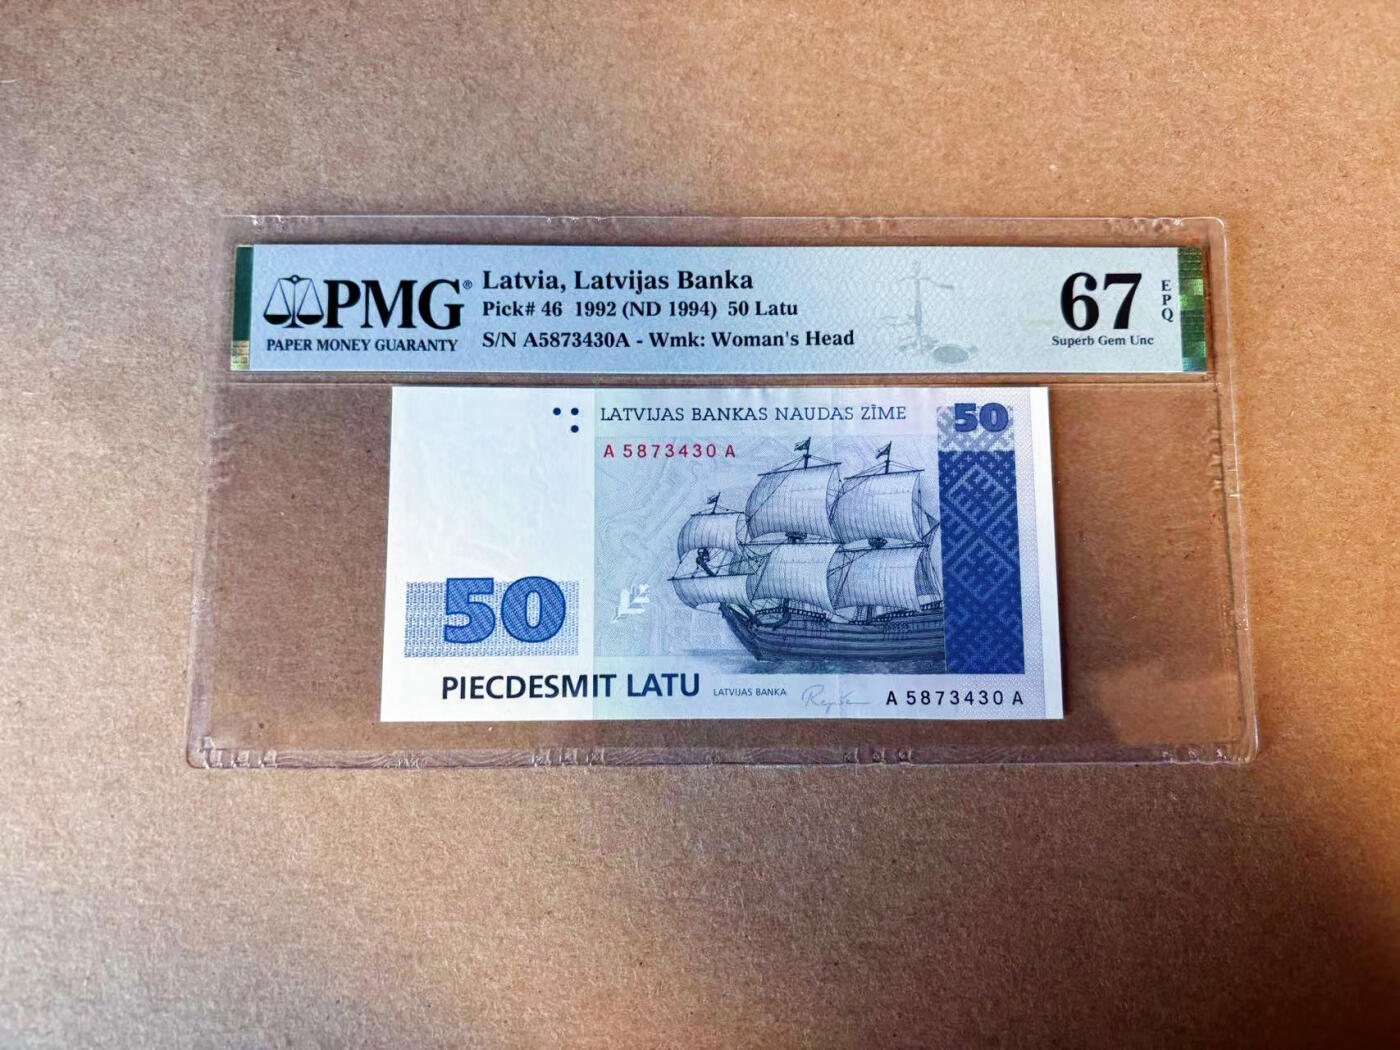 PMG®
PAPER MONEY GUARANTY
Latvia, Latvijas Banka
Pick# 46 1992 (ND 1994) 50 Latu
S/N A5873430A - Wmk: Woman's Head
67
EPQ
Superb Gem Unc
LATVIJAS BANKAS NAUDAS ZĪME
50
A 5873430 A
50
PIECDESMIT LATU
LATVIJAS BANKA
A 5873430 A